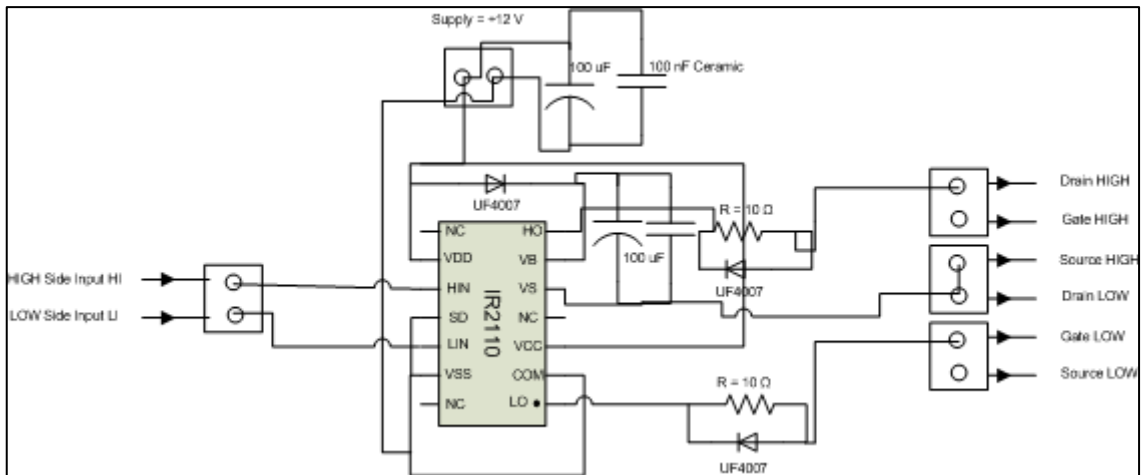 Supply = +12 V
100 uF
100 nF Ceramic
UF4007
R = 10 Ω
100 uF
UF4007
Drain HIGH
Gate HIGH
Source HIGH
Drain LOW
Gate LOW
Source LOW
HIGH Side Input HI
LOW Side Input LI
NC
VDD
HIN
SD
LIN
VSS
NC
IR2110
HO
VB
VS
NC
VCC
COM
LO
R = 10 Ω
UF4007